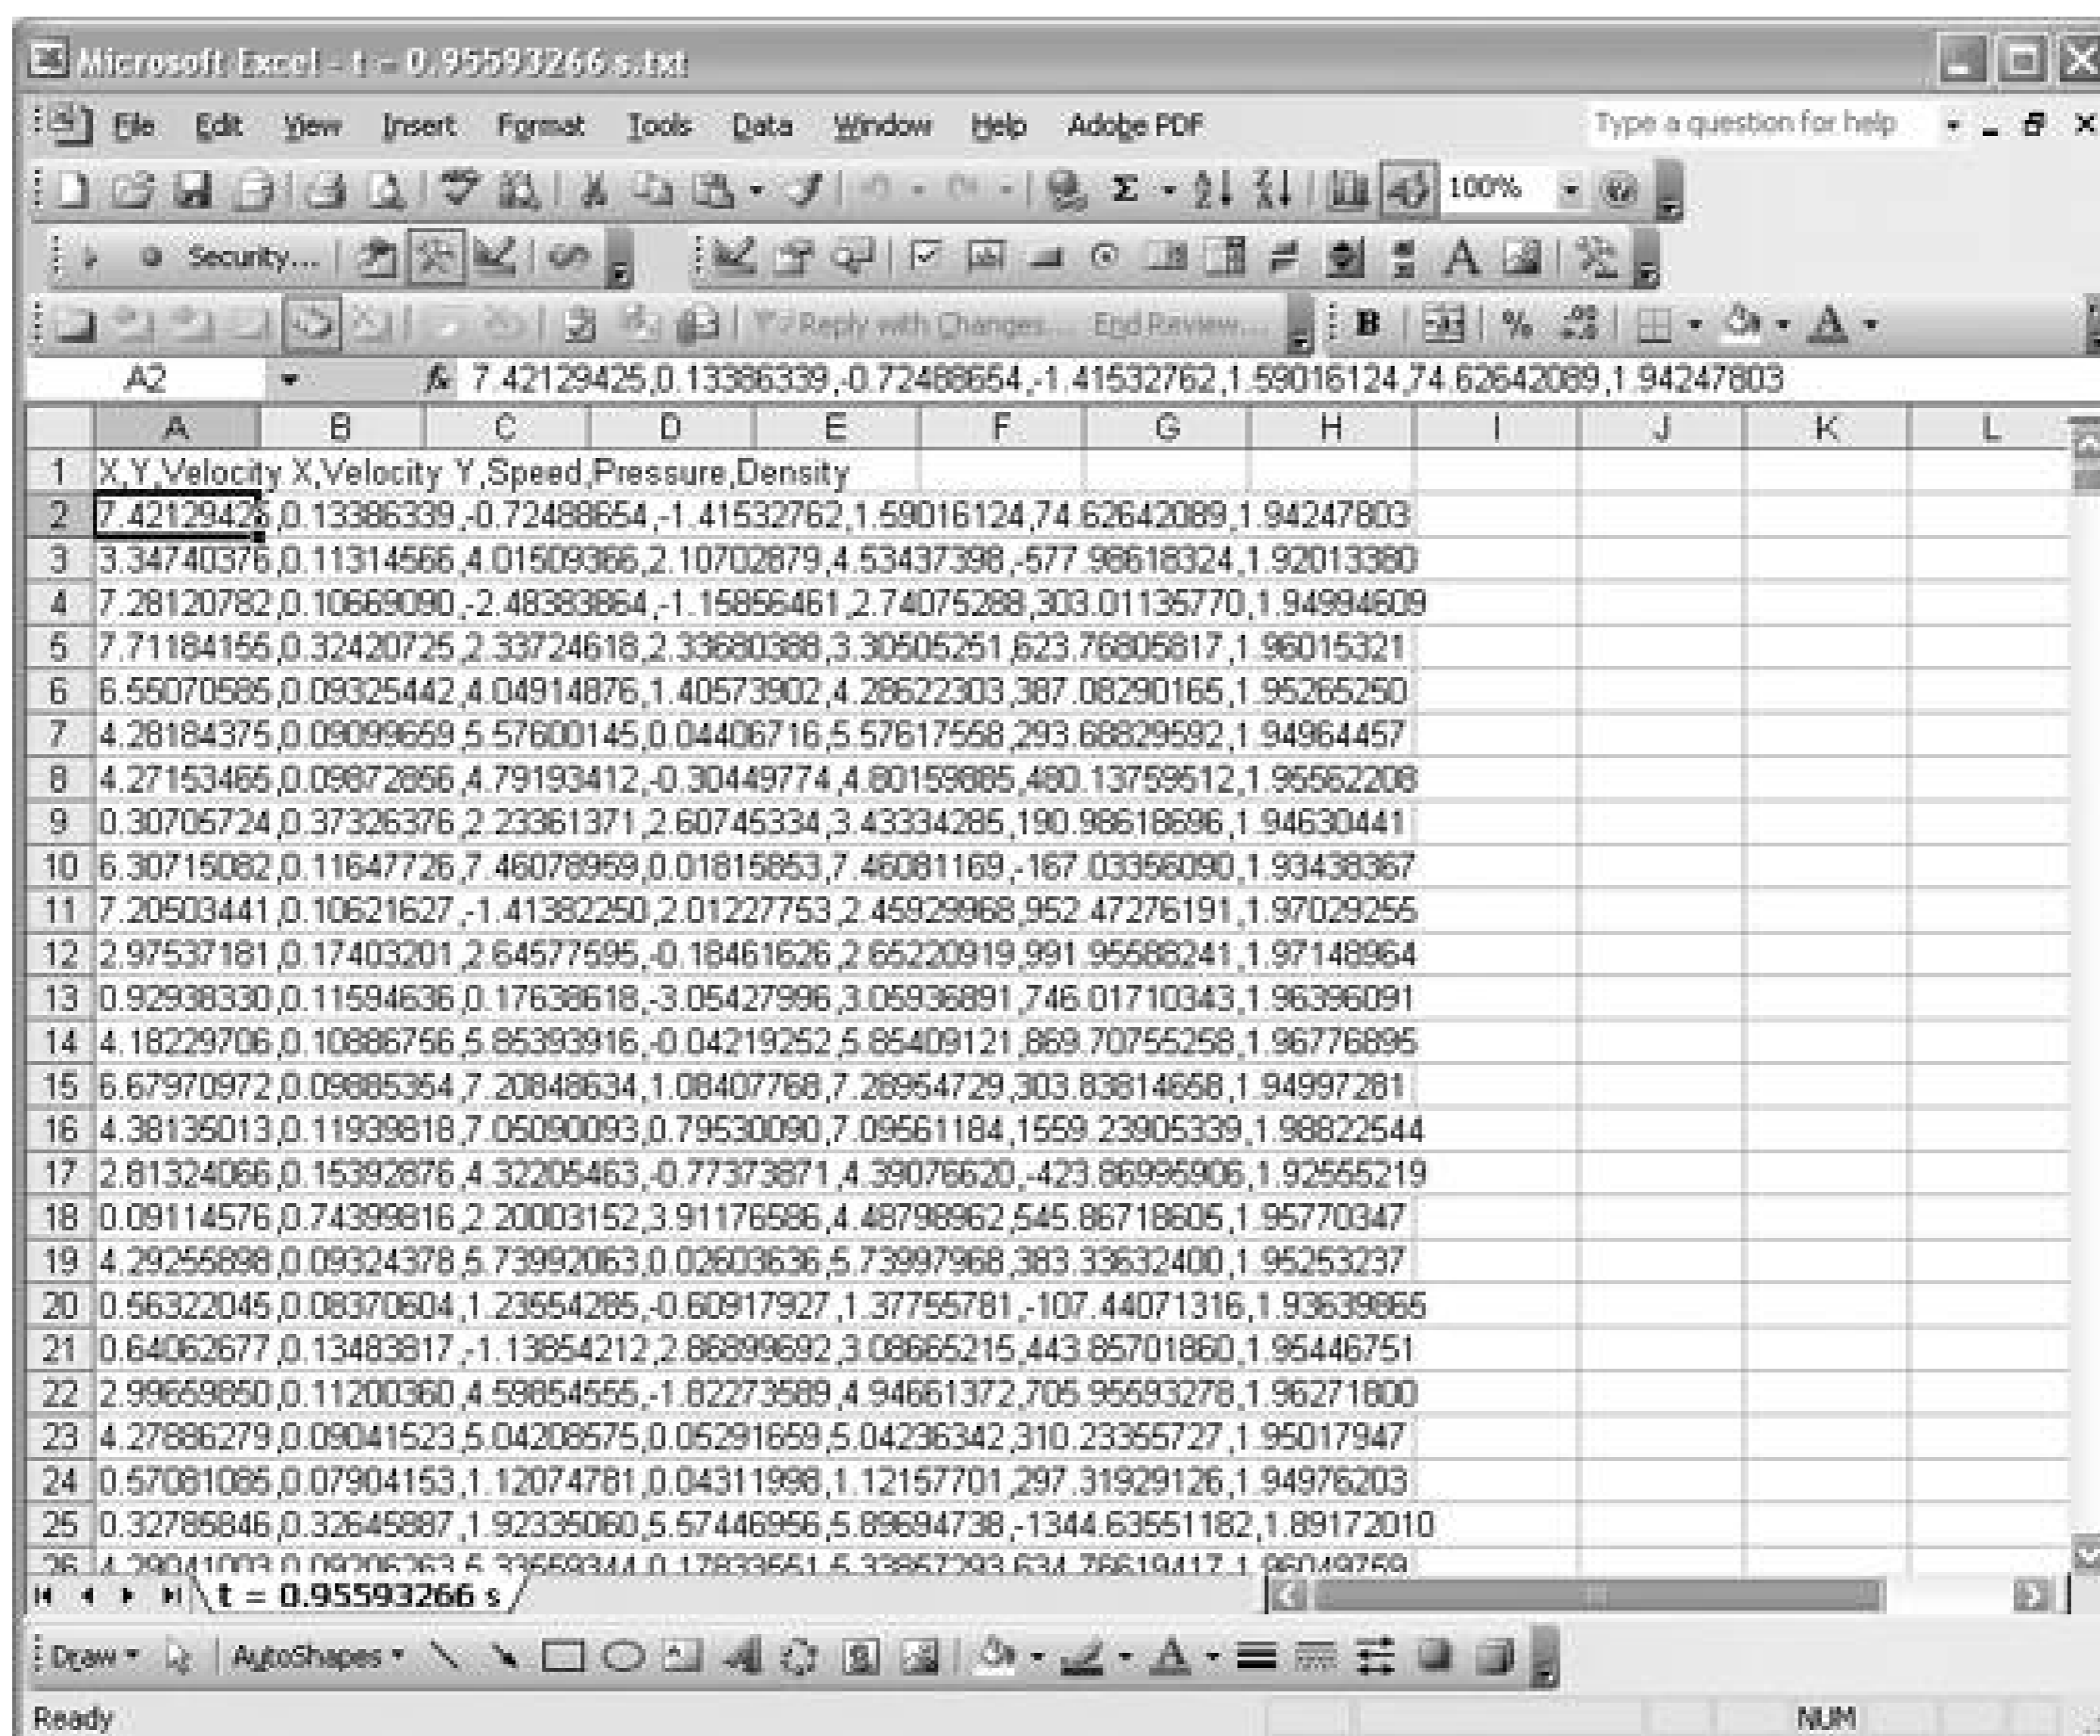 Microsoft Excel - t = 0.95593266 s.txt
File Edit View Insert Format Tools Data Window Help Adobe PDF Type a question for help
100%
Security...
Reply with Changes... End Review... B %
A2 fx 7.42129425,0.13386339,-0.72488654,-1.41532762,1.59016124,74.62642089,1.94247803
A B C D E F G H I J K L
1 X,Y,Velocity X,Velocity Y,Speed,Pressure,Density
2 7.42129425,0.13386339,-0.72488654,-1.41532762,1.59016124,74.62642089,1.94247803
3 3.34740376,0.11314566,4.01509366,2.10702879,4.53437398,-577.98618324,1.92013380
4 7.28120782,0.10669090,-2.48383864,-1.15856461,2.74075288,303.01135770,1.94994609
5 7.71184155,0.32420725,2.33724618,2.33680388,3.30505251,623.76805817,1.96015321
6 6.55070585,0.09325442,4.04914876,1.40573902,4.28622303,387.08290165,1.95265250
7 4.28184375,0.09099659,5.57600145,0.04406716,5.57617558,293.68829592,1.94964457
8 4.27153465,0.09872856,4.79193412,-0.30449774,4.80159885,480.13759512,1.95562208
9 0.30705724,0.37326376,2.23361371,2.60745334,3.43334285,190.98618696,1.94630441
10 6.30715082,0.11647726,7.46078959,0.01815853,7.46081169,-167.03356090,1.93438367
11 7.20503441,0.10621627,-1.41382250,2.01227753,2.45929968,952.47276191,1.97029255
12 2.97537181,0.17403201,2.64577595,-0.18461626,2.65220919,991.95588241,1.97148964
13 0.92938330,0.11594636,0.17638618,-3.05427996,3.05936891,746.01710343,1.96396091
14 4.18229706,0.10886756,5.85393916,-0.04219252,5.85409121,869.70755258,1.96776895
15 6.67970972,0.09885354,7.20848634,1.08407768,7.28954729,303.83814658,1.94997281
16 4.38135013,0.11939818,7.05090093,0.79530090,7.09561184,1559.23905339,1.98822544
17 2.81324066,0.15392876,4.32205463,-0.77373871,4.39076620,-423.86995906,1.92555219
18 0.09114576,0.74399816,2.20003152,3.91176586,4.48798962,545.86718605,1.95770347
19 4.29255898,0.09324378,5.73992063,0.02603636,5.73997968,383.33632400,1.95253237
20 0.56322045,0.08370604,1.23554285,-0.60917927,1.37755781,-107.44071316,1.93639865
21 0.64062677,0.13483817,-1.13854212,2.86899692,3.08665215,443.85701860,1.95446751
22 2.99659850,0.11200360,4.59854555,-1.82273589,4.94661372,705.95593278,1.96271800
23 4.27886279,0.09041523,5.04208575,0.05291659,5.04236342,310.23355727,1.95017947
24 0.57081085,0.07904153,1.12074781,0.04311998,1.12157701,297.31929126,1.94976203
25 0.32785846,0.32645887,1.92335060,5.57446956,5.89694738,-1344.63551182,1.89172010
26 4.29041003,0.09206263,5.33559344,0.17833551,5.33857293,634.76619417,1.96049759
t = 0.95593266 s
Draw AutoShapes
Ready NUM